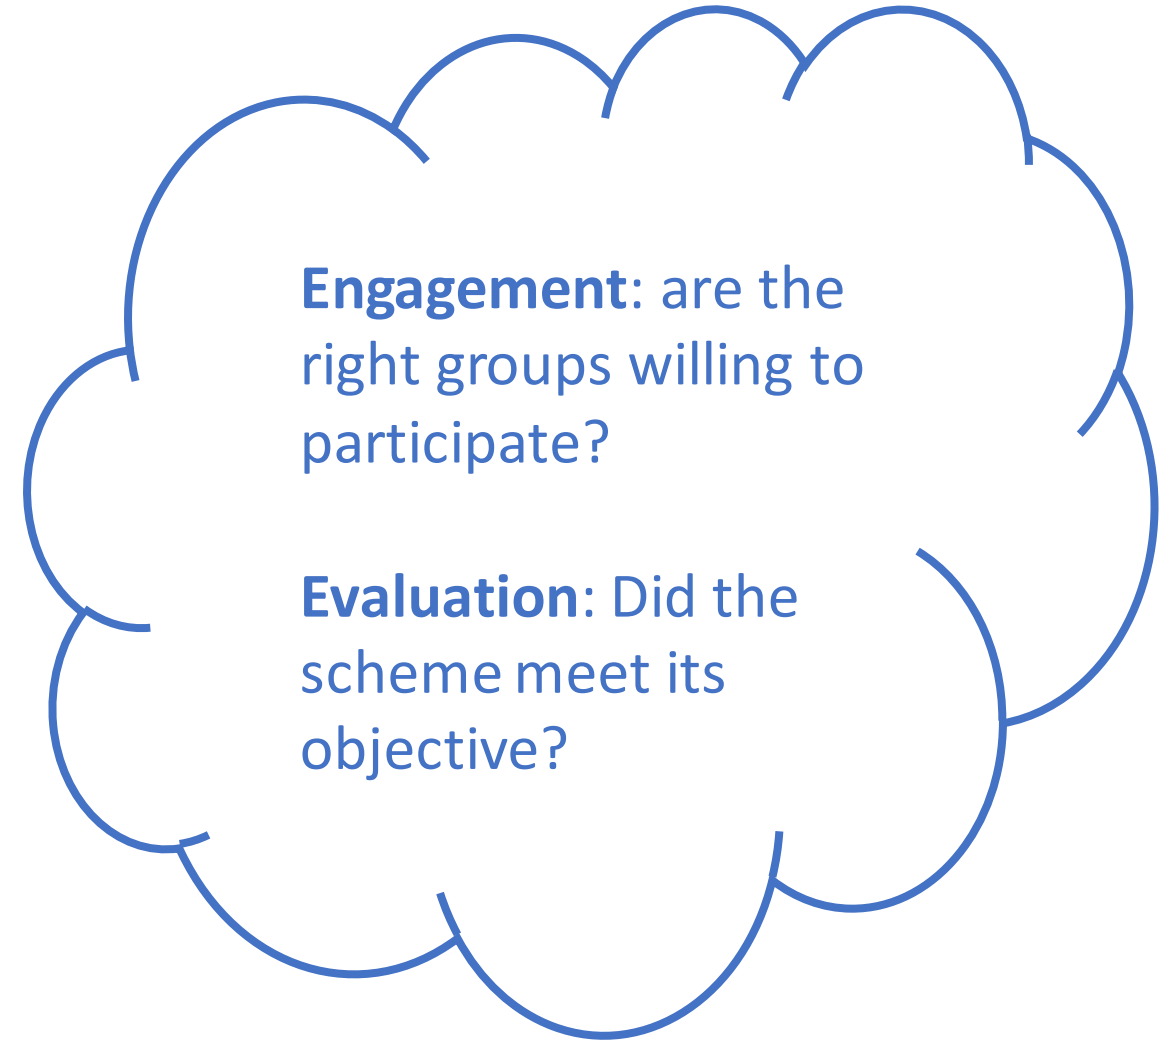 Engagement: are the
right groups willing to
participate?
Evaluation: Did the
scheme meet its
objective?